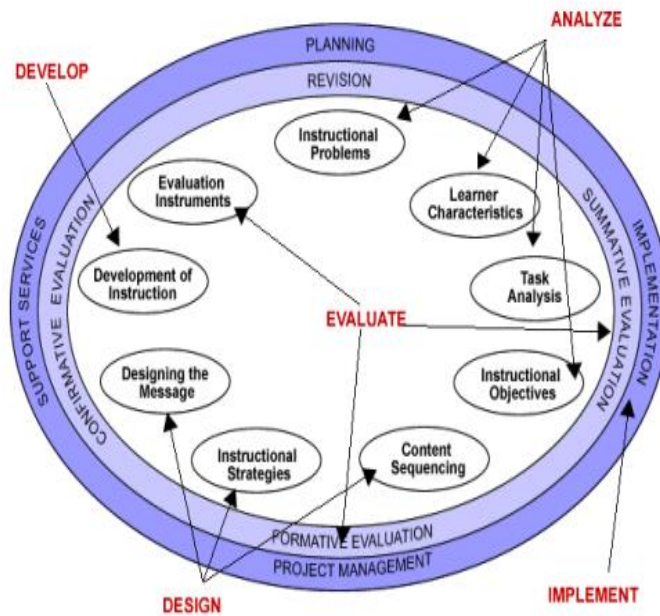 ANALYZE
PLANNING
DEVELOP
REVISION
Instructional
Problems
Evaluation
Instruments
Learner
Characteristics
SUPPORT SERVICES
CONFIRMATIVE EVALUATION
SUMMATIVE EVALUATION
IMPLEMENTATION
Development of
Instruction
Task
Analysis
EVALUATE
Designing the
Message
Instructional
Objectives
Instructional
Strategies
Content
Sequencing
FORMATIVE EVALUATION
PROJECT MANAGEMENT
DESIGN
IMPLEMENT